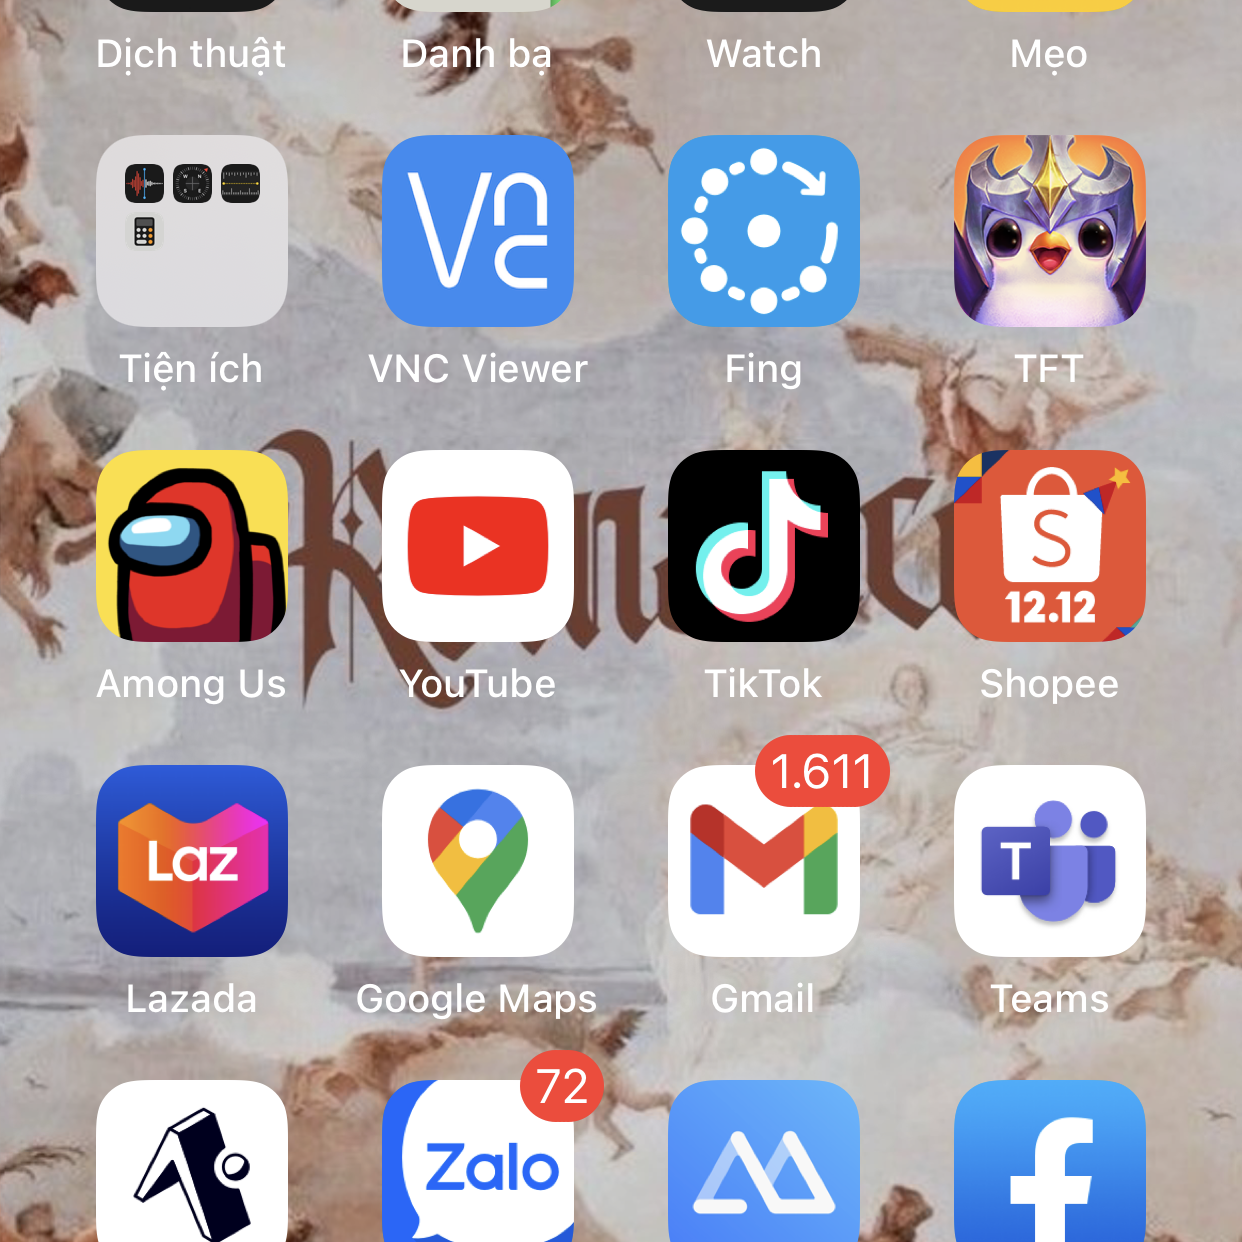 Dịch thuật
Danh bạ
Watch
Mẹo
VNC
Tiện ích
VNC Viewer
Fing
TFT
S
12.12
Among Us
YouTube
TikTok
Shopee
1.611
Laz
T
Lazada
Google Maps
Gmail
Teams
72
Zalo
f